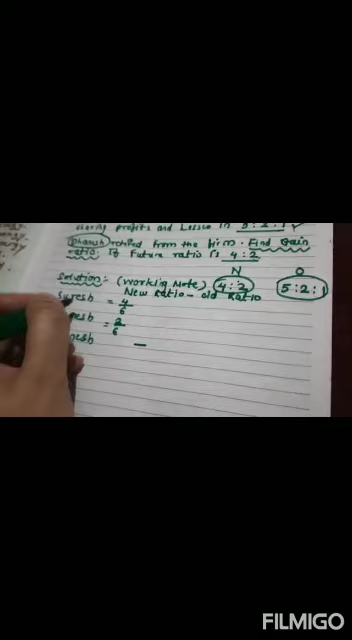 sharing profits and Losses in 5:2:1
Dhanesh retired from the firm. Find Gain
ratio if Future ratio is 4:2
N O
Solution:- (Working Note) 4:2 5:2:1
New Ratio - old Ratio
Suresh = 4/6
= 2/6
-
FILMIGO